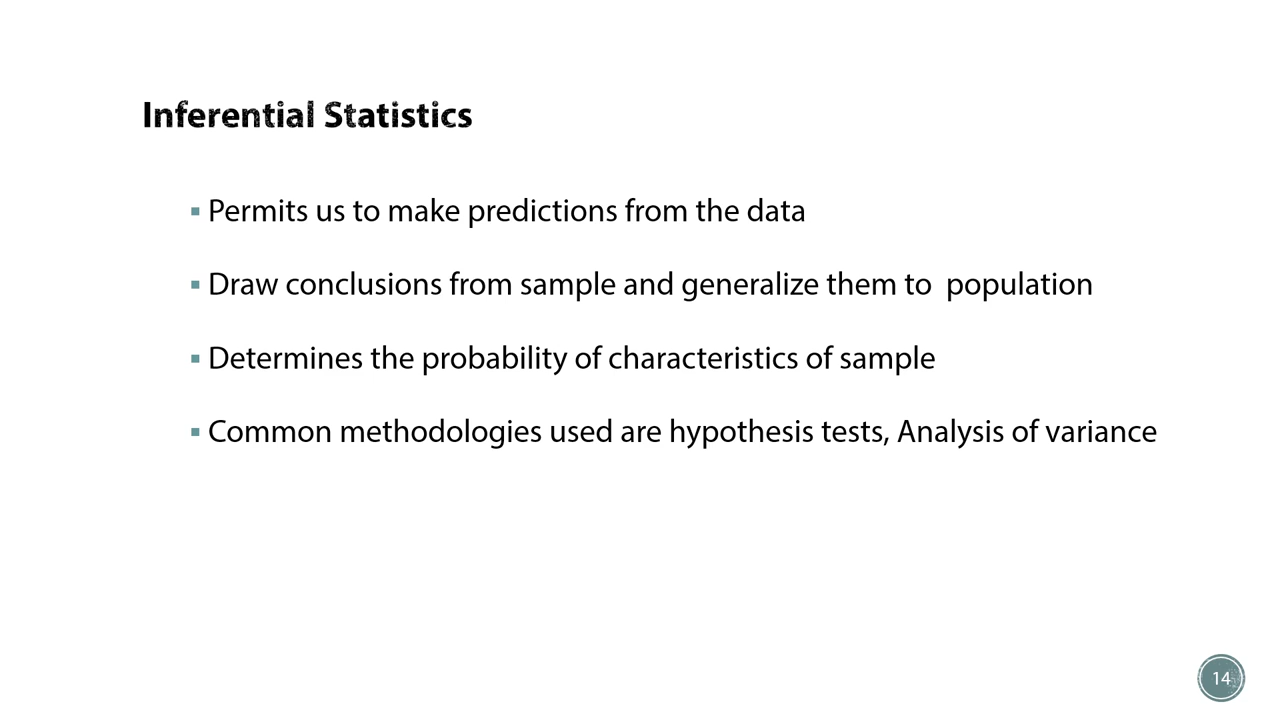 Inferential Statistics
▪ Permits us to make predictions from the data
▪ Draw conclusions from sample and generalize them to  population
▪ Determines the probability of characteristics of sample
▪ Common methodologies used are hypothesis tests, Analysis of variance
14